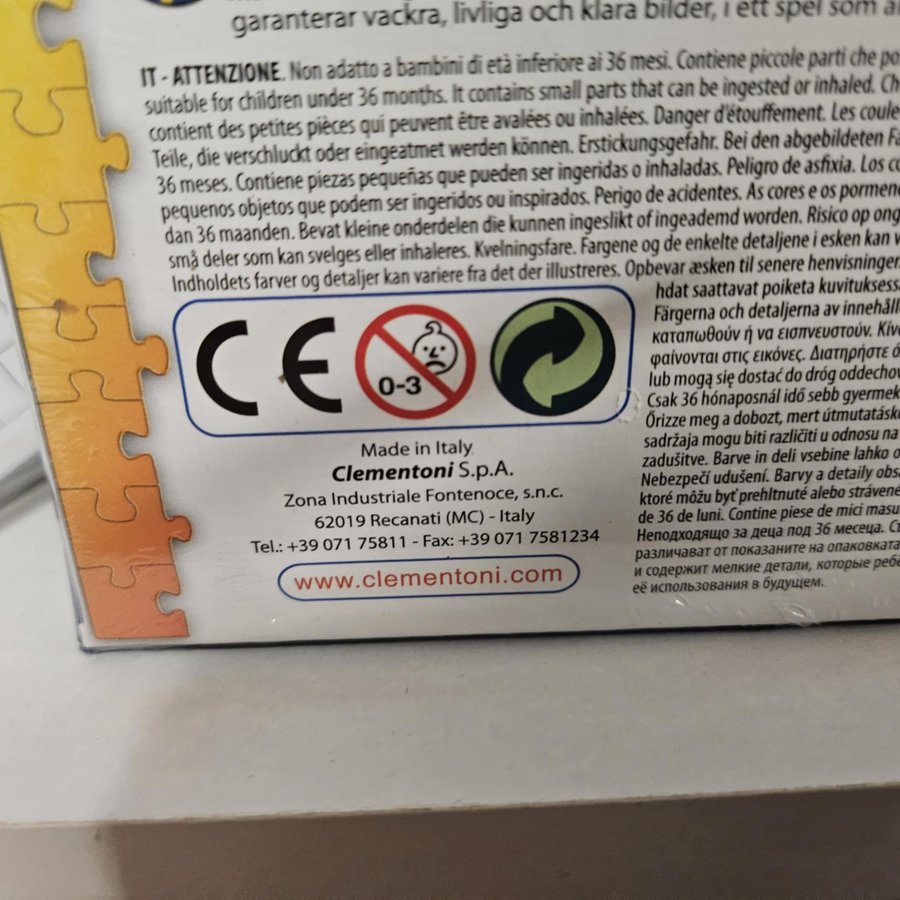 garanterar vackra, livliga och klara bilder, i ett spel som
IT - ATTENZIONE. Non adatto a bambini di età inferiore ai 36 mesi. Contiene piccole parti che
suitable for children under 36 months. It contains small parts that can be ingested or inhaled.
contient des petites pièces qui peuvent être avalées ou inhalées. Danger d'étouffement. Les
Teile, die verschluckt oder eingeatmet werden können. Erstickungsgefahr. Bei den abgebildeten
36 meses. Contiene piezas pequeñas que pueden ser ingeridas o inhaladas. Peligro de asfixia. Los
pequenos objetos que podem ser ingeridos ou inspirados. Perigo de acidentes. As cores e os
dan 36 maanden. Bevat kleine onderdelen die kunnen ingeslikt of ingeademd worden. Risico op
små deler som kan svelges eller inhaleres. Kvelningsfare. Fargene og de enkelte detaljene i esken kan
Indholdets farver og detaljer kan variere fra det der illustreres. Opbevar æsken til senere henvisninger.
hdat saattavat poiketa
Färgerna och detaljerna av
καταπωθούν ή να εισπνευστούν.
φαίνονται στις εικόνες. Διατηρήστε
lub mogą się dostać do dróg
Csak 36 hónaposnál idő sebb
Őrizze meg a dobozt, mert
sadržaja mogu biti različiti u odnosu na
zadušitve. Barve in deli vsebine lahko
Nebezpečí udušení. Barvy a detaily
ktoré môžu byť prehltnuté alebo
de 36 de luni. Contine piese de mici
Неподходящо за деца под 36 месеца.
различават от показаните на
и содержит мелкие детали, которые
её использования в будущем.
CE 0-3
Made in Italy
Clementoni S.p.A.
Zona Industriale Fontenoce, s.n.c.
62019 Recanati (MC) - Italy
Tel.: +39 071 75811 - Fax: +39 071 7581234
www.clementoni.com